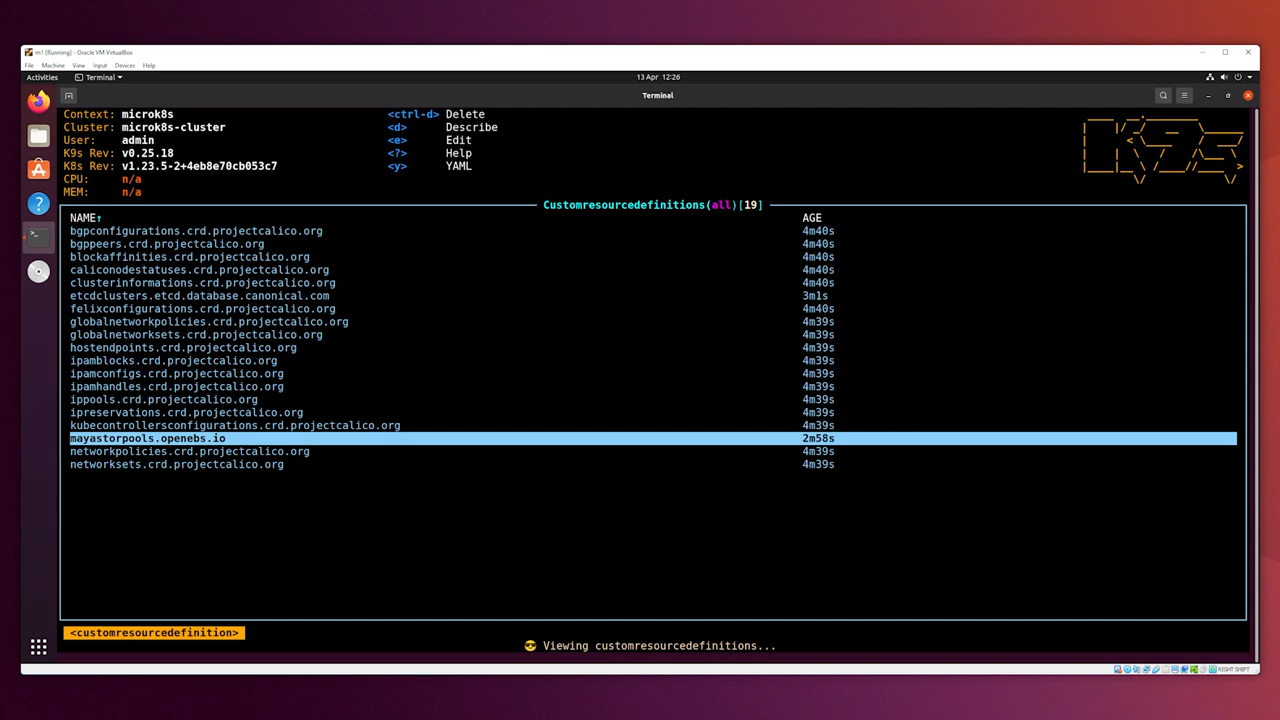 m1 [Running] - Oracle VM VirtualBox
File Machine View Input Devices Help
Activities Terminal 13 Apr 12:26
Terminal
Context: microk8s <ctrl-d> Delete
Cluster: microk8s-cluster <d> Describe
User: admin <e> Edit
K9s Rev: v0.25.18 <?> Help
K8s Rev: v1.23.5-2+4eb8e70cb053c7 <y> YAML
CPU: n/a
MEM: n/a
Customresourcedefinitions(all)[19]
NAME↑ AGE
bgpconfigurations.crd.projectcalico.org 4m40s
bgppeers.crd.projectcalico.org 4m40s
blockaffinities.crd.projectcalico.org 4m40s
caliconodestatuses.crd.projectcalico.org 4m40s
clusterinformations.crd.projectcalico.org 4m40s
etcdclusters.etcd.database.canonical.com 3m1s
felixconfigurations.crd.projectcalico.org 4m40s
globalnetworkpolicies.crd.projectcalico.org 4m39s
globalnetworksets.crd.projectcalico.org 4m39s
hostendpoints.crd.projectcalico.org 4m39s
ipamblocks.crd.projectcalico.org 4m39s
ipamconfigs.crd.projectcalico.org 4m39s
ipamhandles.crd.projectcalico.org 4m39s
ippools.crd.projectcalico.org 4m39s
ipreservations.crd.projectcalico.org 4m39s
kubecontrollersconfigurations.crd.projectcalico.org 4m39s
mayastorpools.openebs.io 2m58s
networkpolicies.crd.projectcalico.org 4m39s
networksets.crd.projectcalico.org 4m39s
<customresourcedefinition>
😎 Viewing customresourcedefinitions...
RIGHT SHIFT